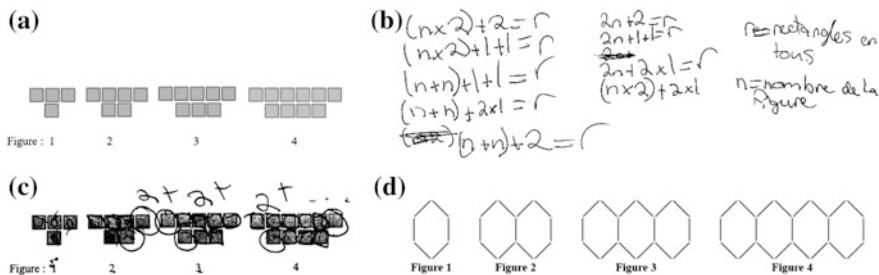 (a)
Figure : 1 2 3 4
(b)
(n×2)+2=r
(n×2)+1+1=r
(n+n)+1+1=r
(n+n)+2×1=r
(n+n)+2=r
2n+2=r
2n+1+1=r
2n+2×1=r
(n×2)+2×1
r=rectangles en
tous
n=nombre de la
figure
(c)
2+ 2+ 2+ ...
Figure : 1 2 3 4
(d)
Figure 1 Figure 2 Figure 3 Figure 4